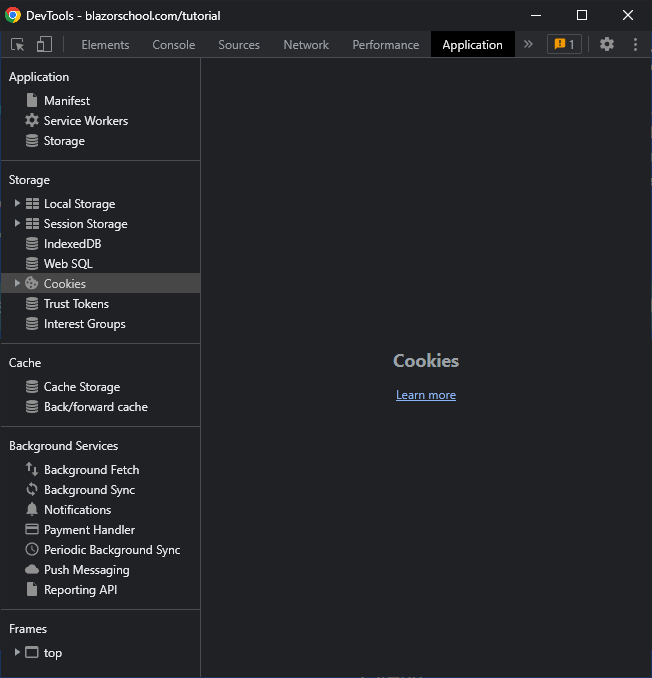 DevTools - blazorschool.com/tutorial
Elements Console Sources Network Performance Application » 1
Application
Manifest
Service Workers
Storage
Storage
Local Storage
Session Storage
IndexedDB
Web SQL
Cookies
Trust Tokens
Interest Groups
Cache
Cache Storage
Back/forward cache
Background Services
Background Fetch
Background Sync
Notifications
Payment Handler
Periodic Background Sync
Push Messaging
Reporting API
Frames
top
Cookies
Learn more